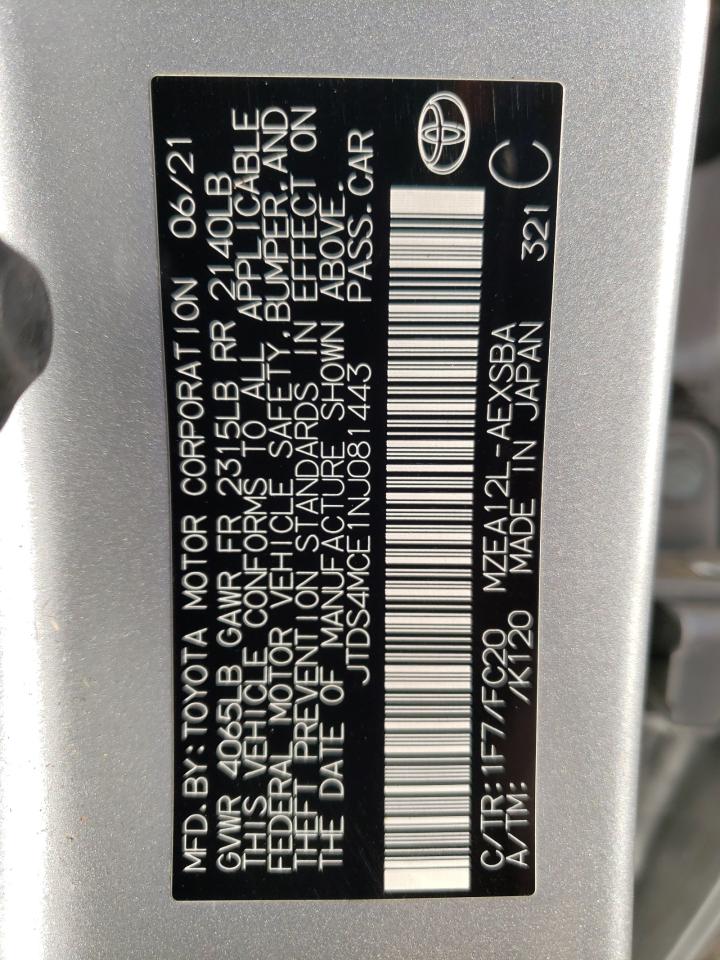 MFD.BY:TOYOTA MOTOR CORPORATION 06/21
GVWR 4065LB GAWR FR 2315LB RR 2140LB
THIS VEHICLE CONFORMS TO ALL APPLICABLE
FEDERAL MOTOR VEHICLE SAFETY,BUMPER,AND
THEFT PREVENTION STANDARDS IN EFFECT ON
THE DATE OF MANUFACTURE SHOWN ABOVE.
JTDS4MCE1NJ081443 PASS.CAR
C/TR:1F7/FC20 MZEA12L-AEXSBA
A/TM: /K120 MADE IN JAPAN 321 C